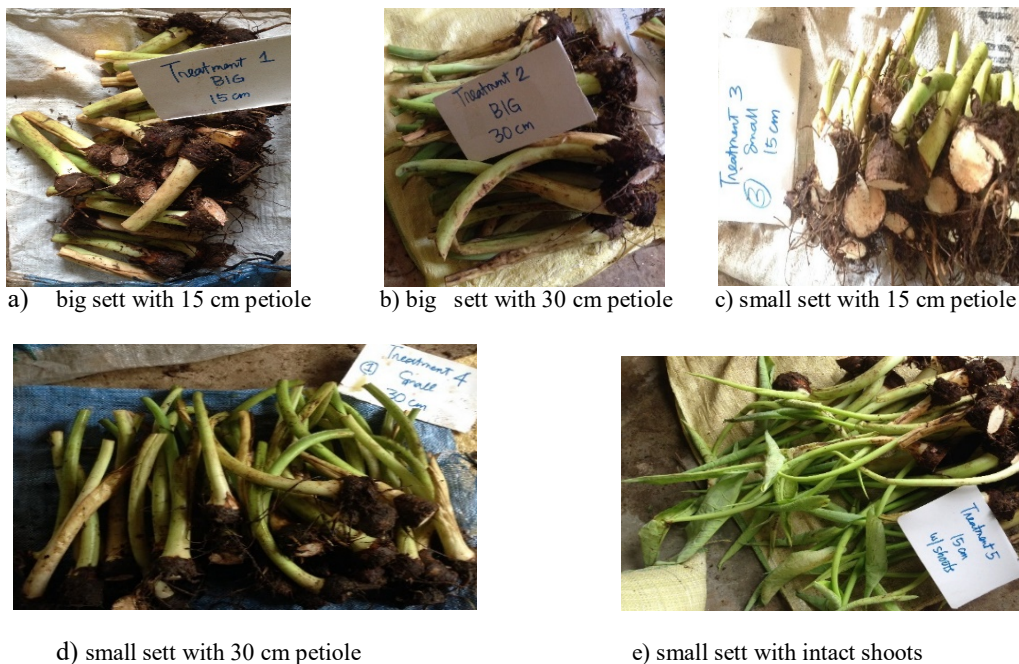 Treatment 1
BIG
15 cm
Treatment 2
BIG
30 cm
Treatment 3
③ Small
15 cm
a) big sett with 15 cm petiole
b) big sett with 30 cm petiole
c) small sett with 15 cm petiole
Treatment 4
④ Small
30 cm
Treatment 5
15 cm
w/shoots
d) small sett with 30 cm petiole
e) small sett with intact shoots